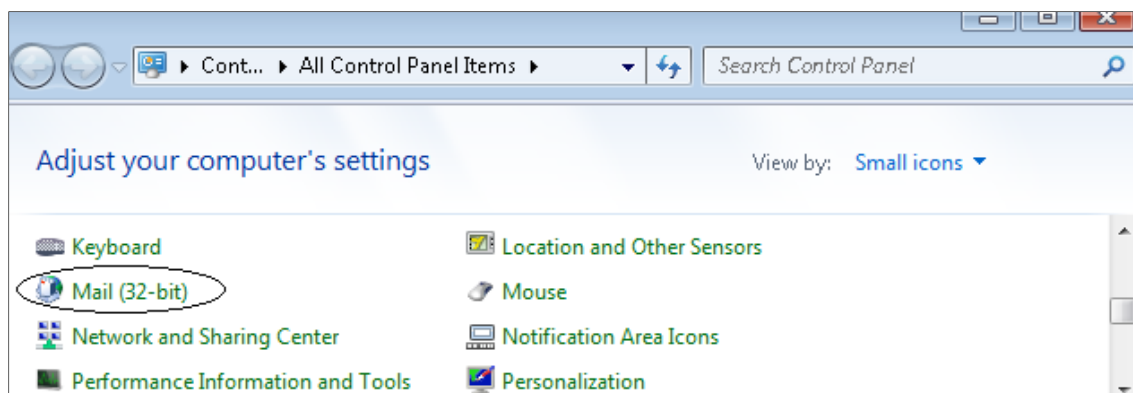 Cont... All Control Panel Items Search Control Panel
Adjust your computer's settings View by: Small icons
Keyboard Location and Other Sensors
Mail (32-bit) Mouse
Network and Sharing Center Notification Area Icons
Performance Information and Tools Personalization